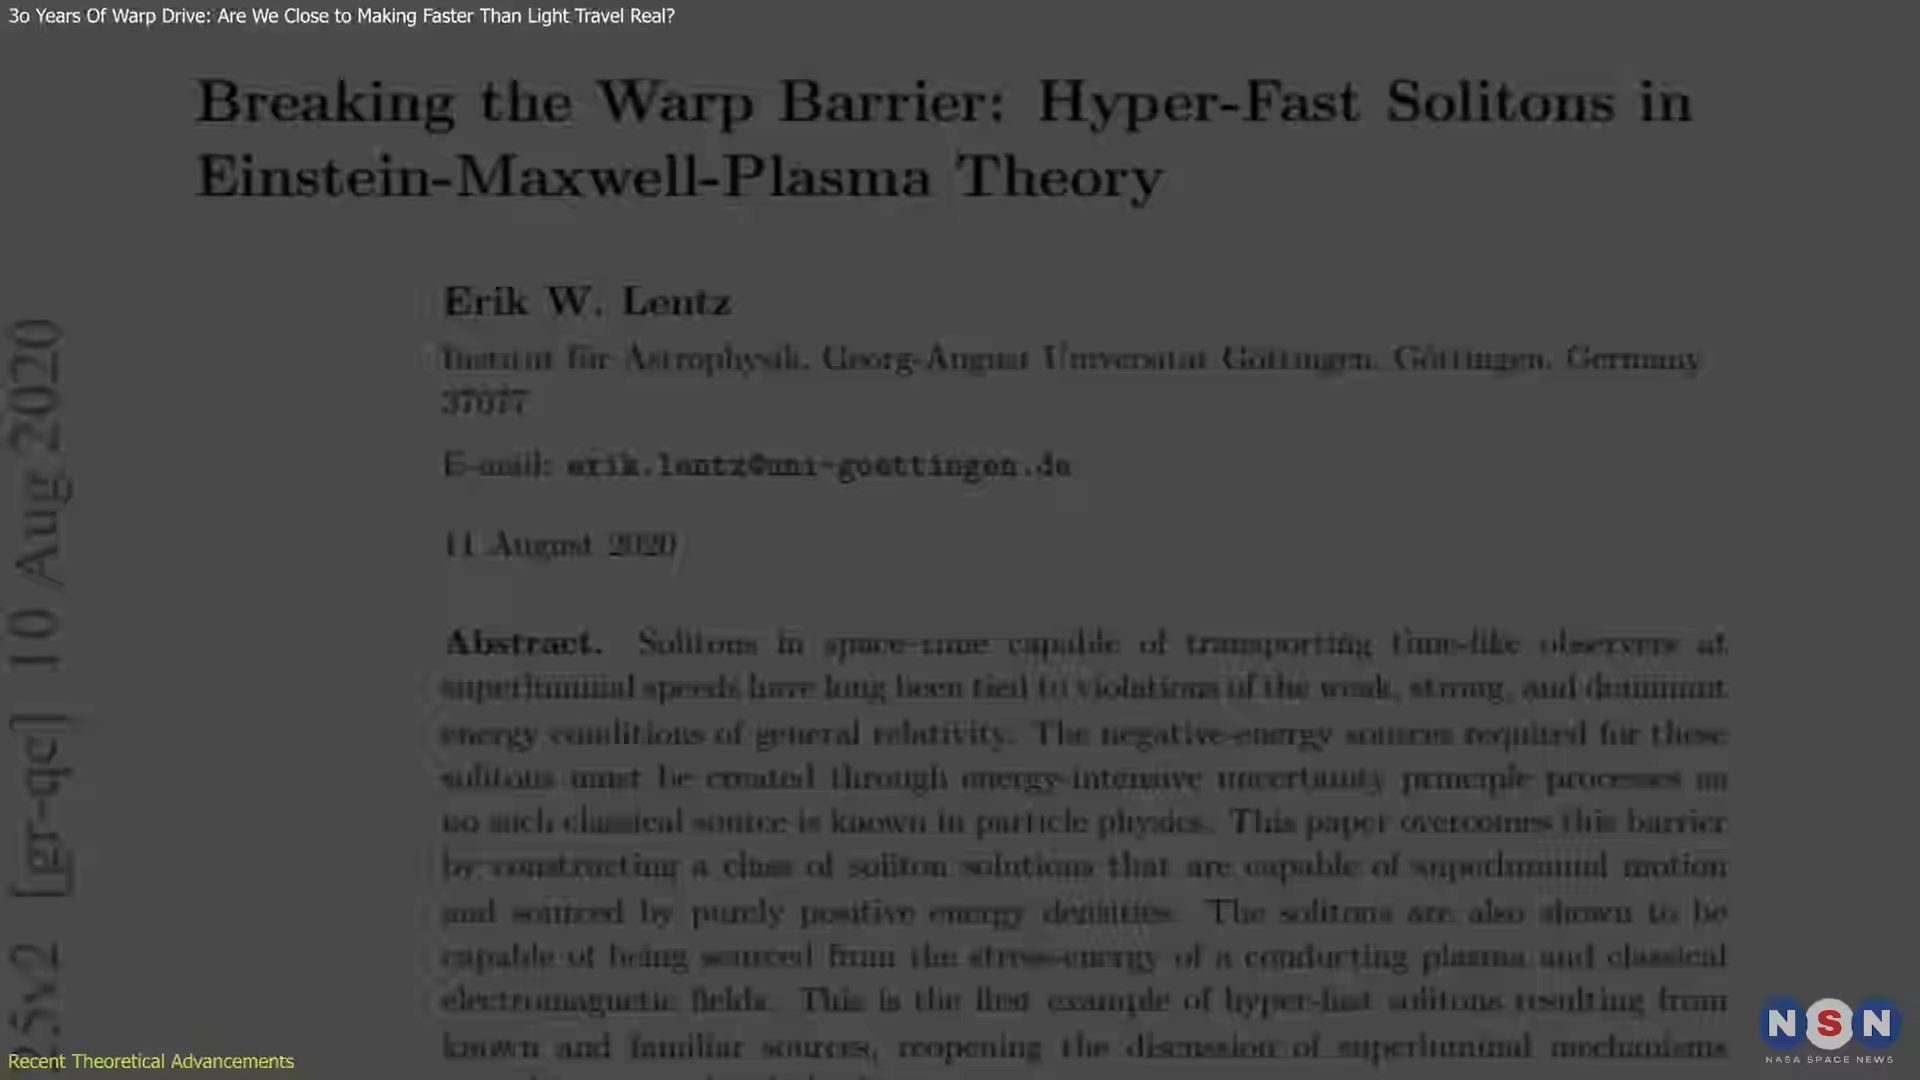 3o Years Of Warp Drive: Are We Close to Making Faster Than Light Travel Real?
Breaking the Warp Barrier: Hyper-Fast Solitons in
Einstein-Maxwell-Plasma Theory
Erik W. Lentz
Institut für Astrophysik, Georg-August Universitat Gottingen, Göttingen, Germany
37077
E-mail: erik.lentz@uni-goettingen.de
11 August 2020
Abstract. Solitons in space-time capable of transporting time-like observers at
superluminal speeds have long been tied to violations of the weak, strong, and dominant
energy conditions of general relativity. The negative-energy sources required for these
solitons must be created through energy-intensive uncertainty principle processes as
no such classical source is known in particle physics. This paper overcomes this barrier
by constructing a class of soliton solutions that are capable of superluminal motion
and sourced by purely positive energy densities. The solitons are also shown to be
capable of being sourced from the stress-energy of a conducting plasma and classical
electromagnetic fields. This is the first example of hyper-fast solitons resulting from
known and familiar sources, reopening the discussion of superluminal mechanisms
25v2 [gr-qc] 10 Aug 2020
Recent Theoretical Advancements
NSN
NASA SPACE NEWS